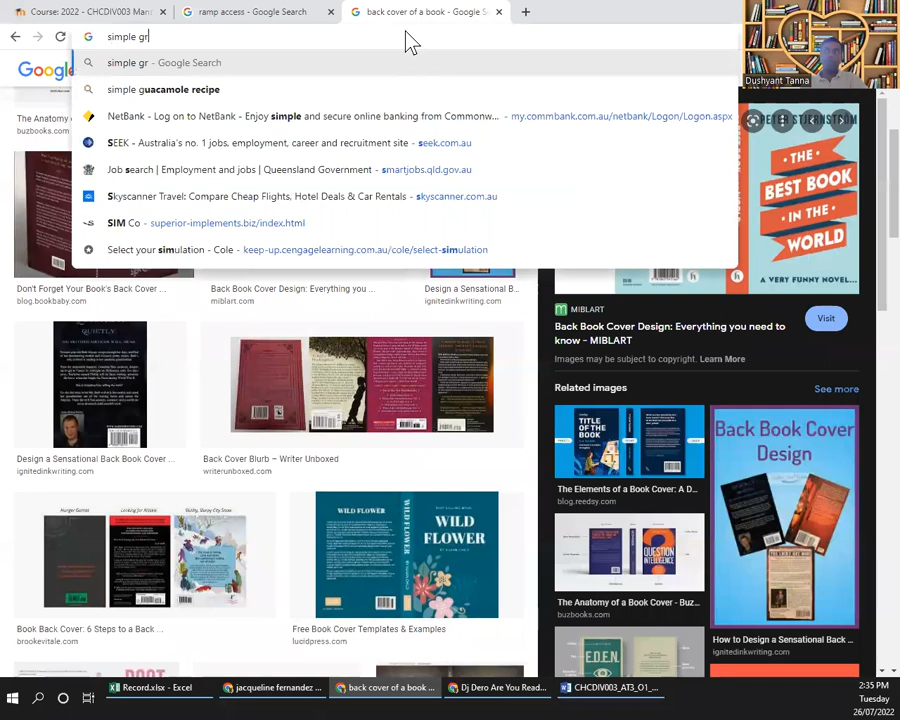 Course: 2022 - CHCDIV003 Man
ramp access - Google Search
back cover of a book - Google S
simple gr
simple gr - Google Search
simple guacamole recipe
NetBank - Log on to NetBank - Enjoy simple and secure online banking from Commonw... - my.commbank.com.au/netbank/Logon/Logon.aspx
SEEK - Australia's no. 1 jobs, employment, career and recruitment site - seek.com.au
Job search | Employment and jobs | Queensland Government - smartjobs.qld.gov.au
Skyscanner Travel: Compare Cheap Flights, Hotel Deals & Car Rentals - skyscanner.com.au
SIM Co - superior-implements.biz/index.html
Select your simulation - Cole - keep-up.cengagelearning.com.au/cole/select-simulation
Dushyant Tanna
Google
The Anatomy
buzbooks.com
PETER STJERNSTRÖM
THE
BEST BOOK
IN THE
WORLD
A VERY FUNNY NOVEL...
Don't Forget Your Book's Back Cover ...
blog.bookbaby.com
Back Cover Design: Everything you ...
miblart.com
Design a Sensational B...
ignitedinkwriting.com
MIBLART
Back Book Cover Design: Everything you need to
know - MIBLART
Visit
Images may be subject to copyright. Learn More
Related images
See more
QUIETLY
Design a Sensational Back Book Cover ...
ignitedinkwriting.com
Back Cover Blurb – Writer Unboxed
writerunboxed.com
TITLE
OF THE
BOOK
The Elements of a Book Cover: A D...
blog.reedsy.com
Back Book Cover
Design
QUESTION
INTELLIGENCE
The Anatomy of a Book Cover - Buz...
buzbooks.com
How to Design a Sensational Back ...
ignitedinkwriting.com
Hunger Games
Looking for Alibrandi
WILD FLOWER
WILD
FLOWER
Book Back Cover: 6 Steps to a Back ...
brookevitale.com
Free Book Cover Templates & Examples
lucidpress.com
E.D.E.N.
Record.xlsx - Excel
jacqueline fernandez ...
back cover of a book ...
Dj Dero Are You Read...
CHCDIV003_AT3_O1_...
2:35 PM
Tuesday
26/07/2022